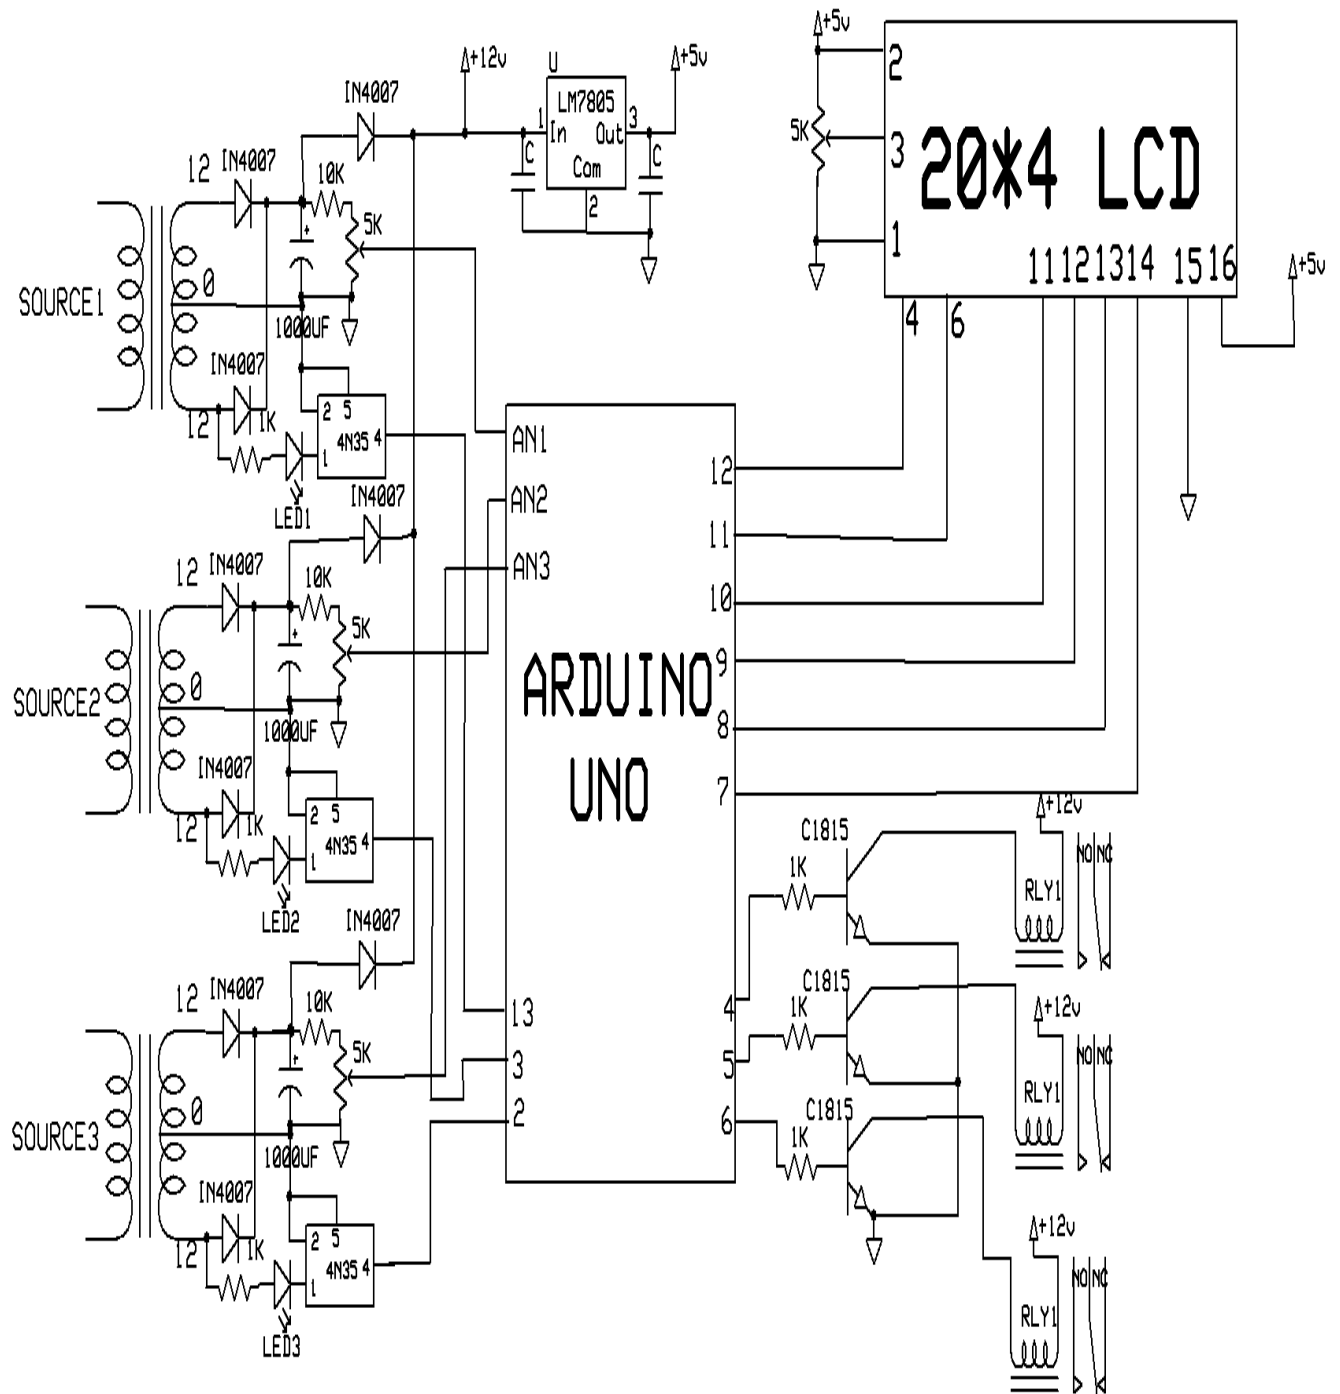 +5v
+12v
U
+5v
2
LM7805
IN4007
1
3
In
Out
5K
3
20*4 LCD
C
C
Com
IN4007
12
10K
2
5K
1
11
12
13
14
15
16
+5v
0
SOURCE1
1000UF
+
4
6
IN4007
12
1K
2
5
4N35
4
1
AN1
12
LED1
IN4007
AN2
11
IN4007
12
10K
AN3
10
5K
+
9
ARDUINO
UNO
0
SOURCE2
1000UF
8
IN4007
7
+12v
12
1K
2
5
4N35
4
1
C1815
1K
NO
NC
RLY1
LED2
IN4007
12
IN4007
10K
13
4
C1815
1K
+12v
5K
+
3
5
NO
NC
RLY1
0
SOURCE3
1000UF
2
6
C1815
1K
IN4007
12
1K
2
5
4N35
4
1
+12v
NO
NC
RLY1
LED3